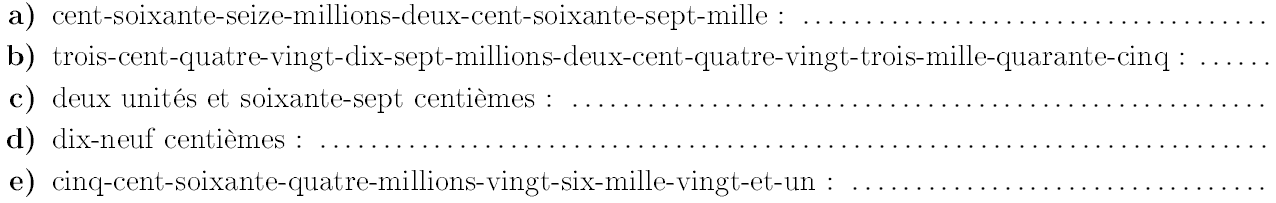 a) cent-soixante-seize-millions-deux-cent-soixante-sept-mille : ......................................
b) trois-cent-quatre-vingt-dix-sept-millions-deux-cent-quatre-vingt-trois-mille-quarante-cinq : ......
c) deux unités et soixante-sept centièmes : .........................................................
d) dix-neuf centièmes : .............................................................................
e) cinq-cent-soixante-quatre-millions-vingt-six-mille-vingt-et-un : ..................................